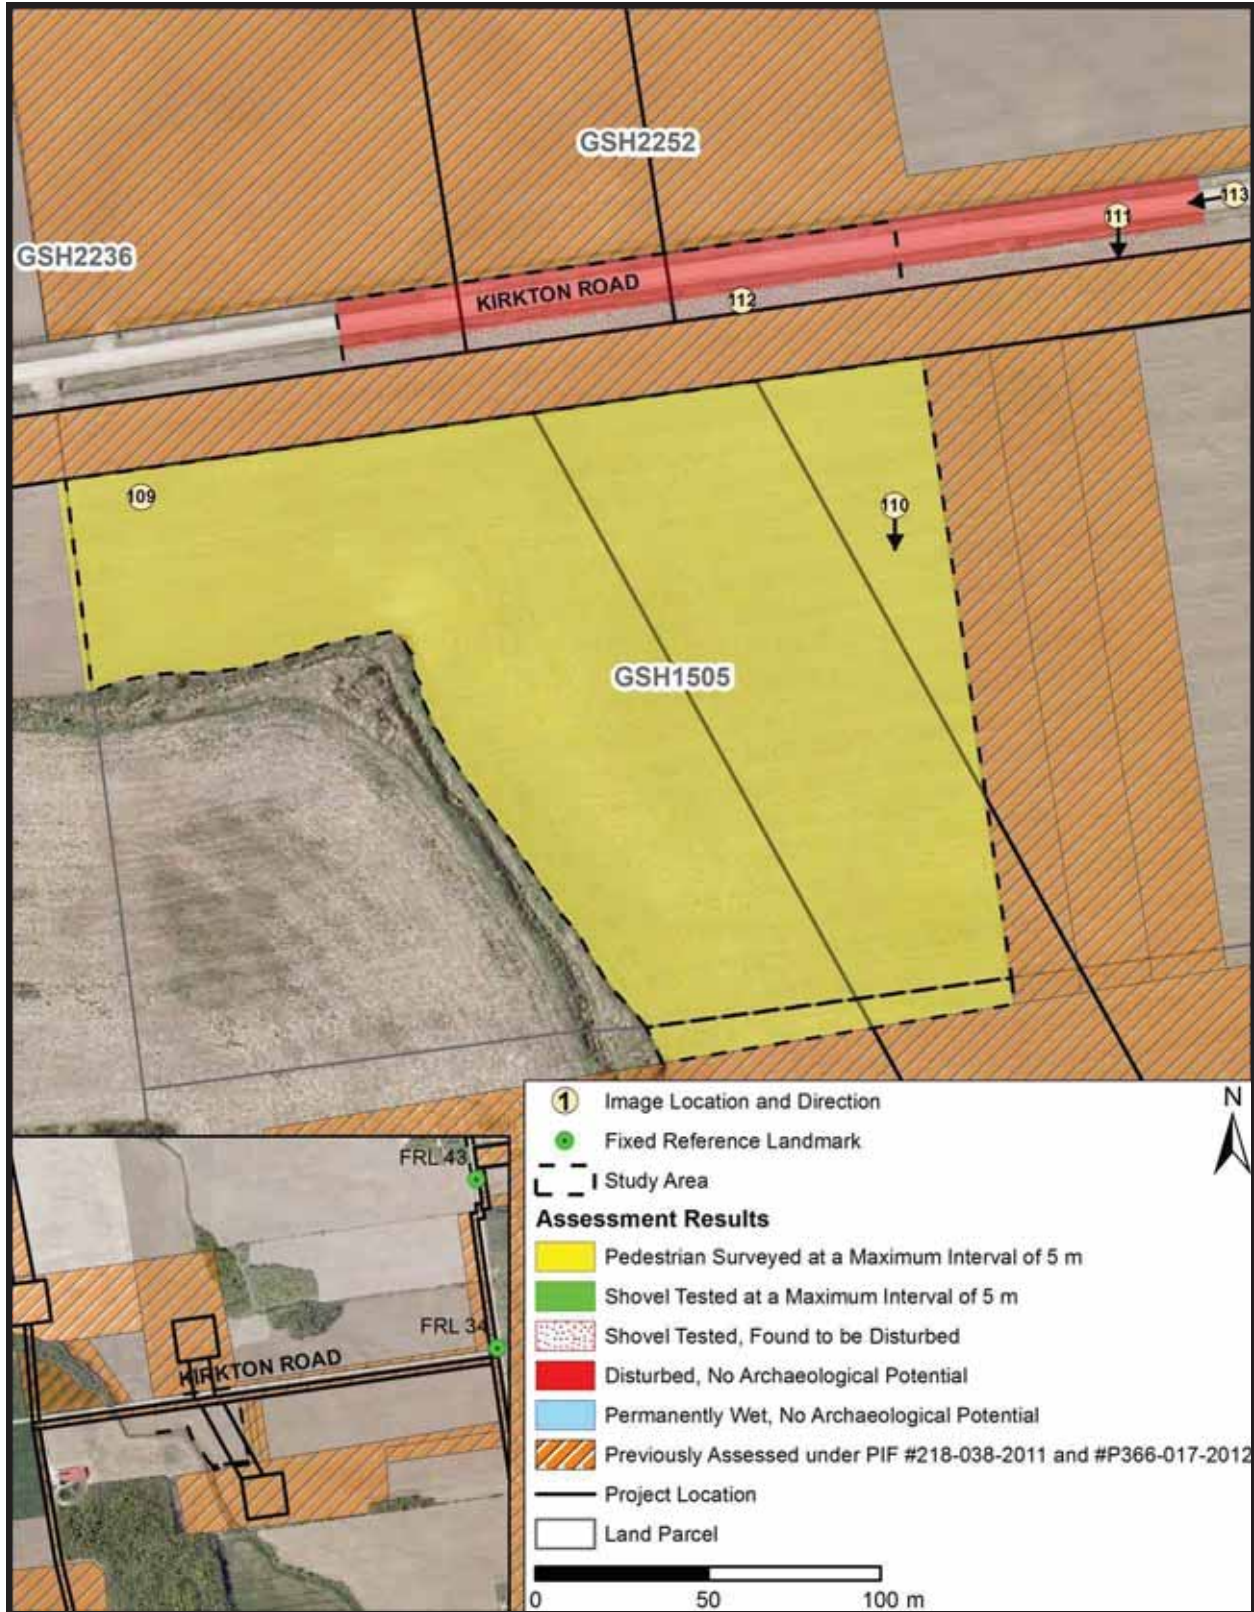 GSH2252
113
111
GSH2236
KIRKTON ROAD
112
109
110
GSH1505
1 Image Location and Direction
Fixed Reference Landmark
Study Area
Assessment Results
Pedestrian Surveyed at a Maximum Interval of 5 m
Shovel Tested at a Maximum Interval of 5 m
Shovel Tested, Found to be Disturbed
Disturbed, No Archaeological Potential
Permanently Wet, No Archaeological Potential
Previously Assessed under PIF #218-038-2011 and #P366-017-2012
Project Location
Land Parcel
0 50 100 m
N
FRL 43
FRL 34
KIRKTON ROAD